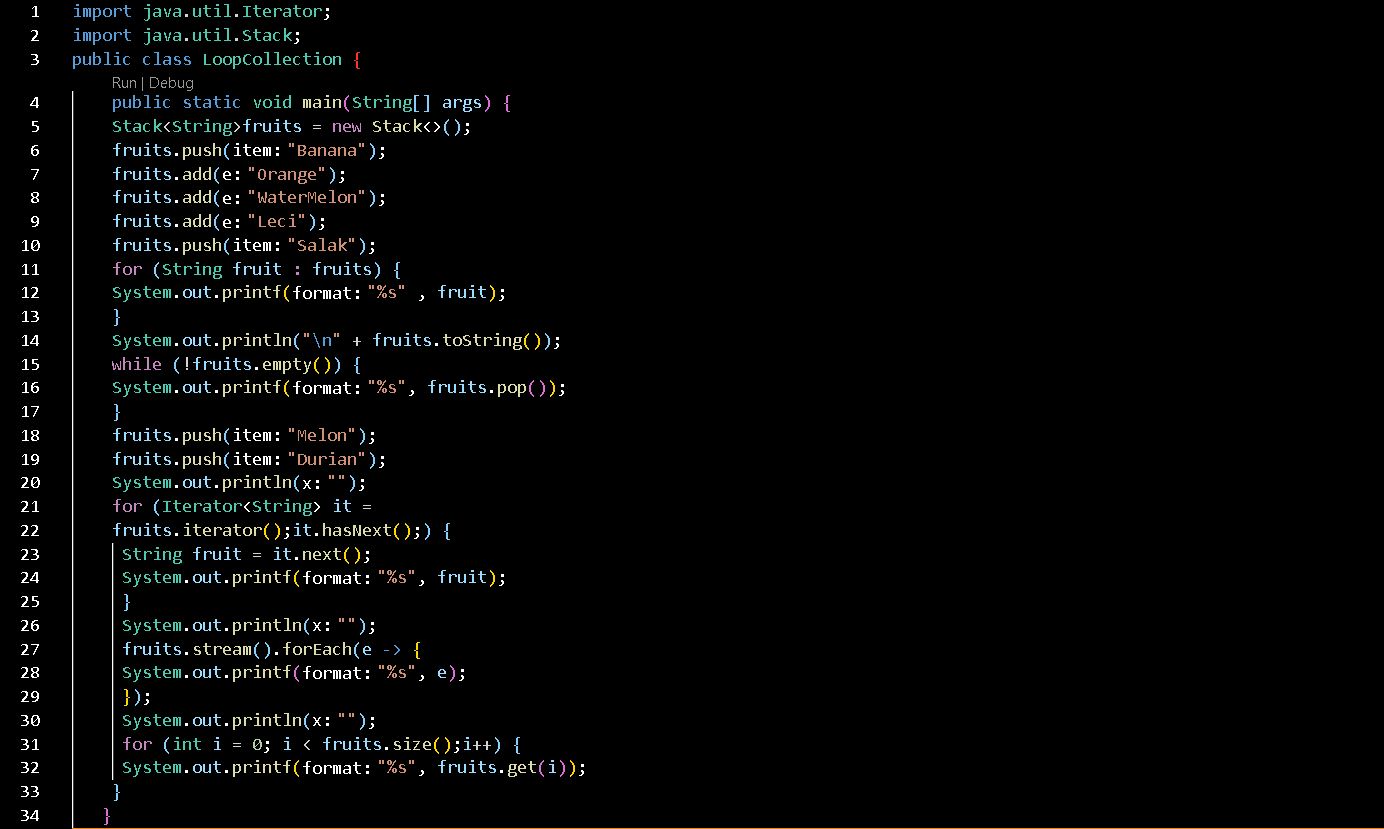 1 import java.util.Iterator;
2 import java.util.Stack;
3 public class LoopCollection {
Run | Debug
4 public static void main(String[] args) {
5 Stack<String>fruits = new Stack<>();
6 fruits.push(item:"Banana");
7 fruits.add(e:"Orange");
8 fruits.add(e:"WaterMelon");
9 fruits.add(e:"Leci");
10 fruits.push(item:"Salak");
11 for (String fruit : fruits) {
12 System.out.printf(format:"%s" , fruit);
13 }
14 System.out.println("\n" + fruits.toString());
15 while (!fruits.empty()) {
16 System.out.printf(format:"%s", fruits.pop());
17 }
18 fruits.push(item:"Melon");
19 fruits.push(item:"Durian");
20 System.out.println(x:"");
21 for (Iterator<String> it =
22 fruits.iterator();it.hasNext();) {
23 String fruit = it.next();
24 System.out.printf(format:"%s", fruit);
25 }
26 System.out.println(x:"");
27 fruits.stream().forEach(e -> {
28 System.out.printf(format:"%s", e);
29 });
30 System.out.println(x:"");
31 for (int i = 0; i < fruits.size();i++) {
32 System.out.printf(format:"%s", fruits.get(i));
33 }
34 }